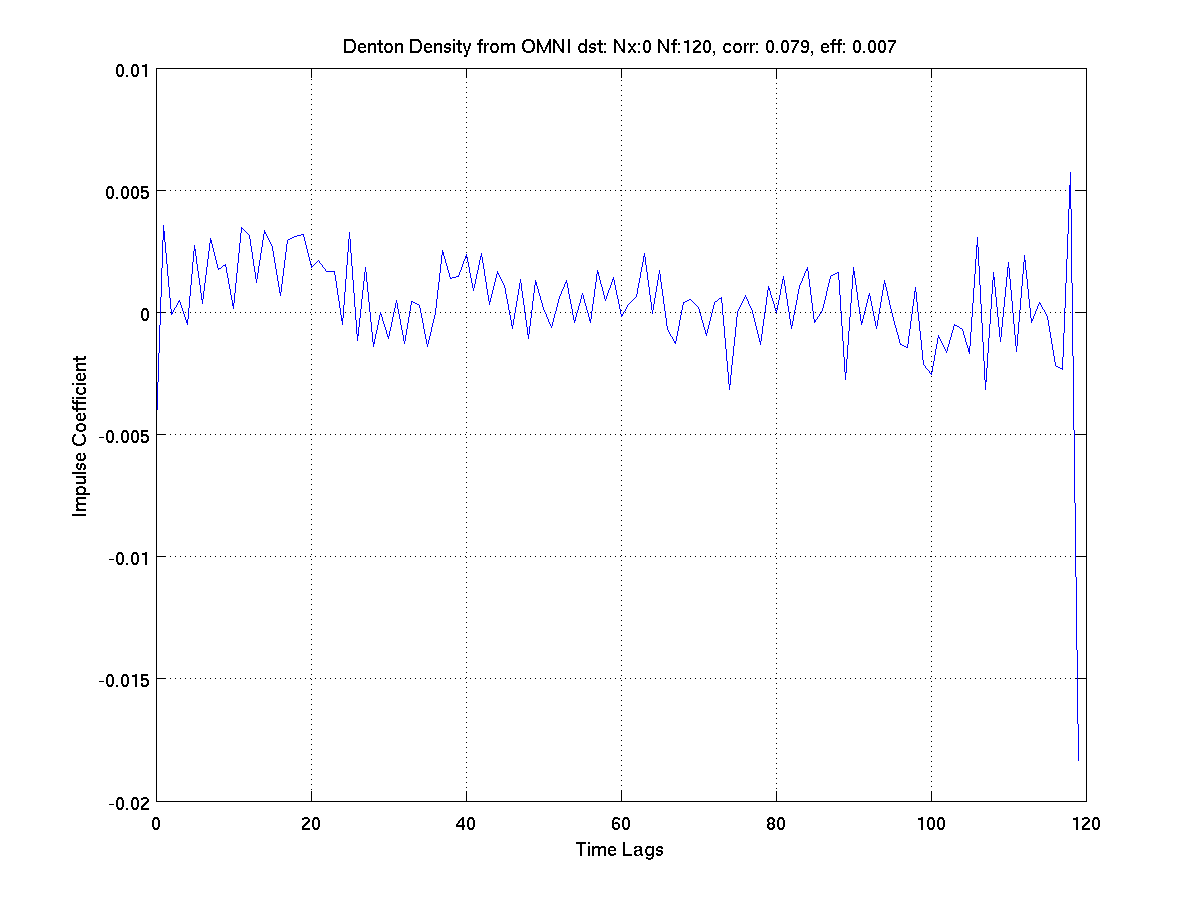 Denton Density from OMNI dst: Nx:0 Nf:120, corr: 0.079, eff: 0.007
0.01
0.005
0
-0.005
-0.01
-0.015
-0.02
Impulse Coefficient
0 20 40 60 80 100 120
Time Lags